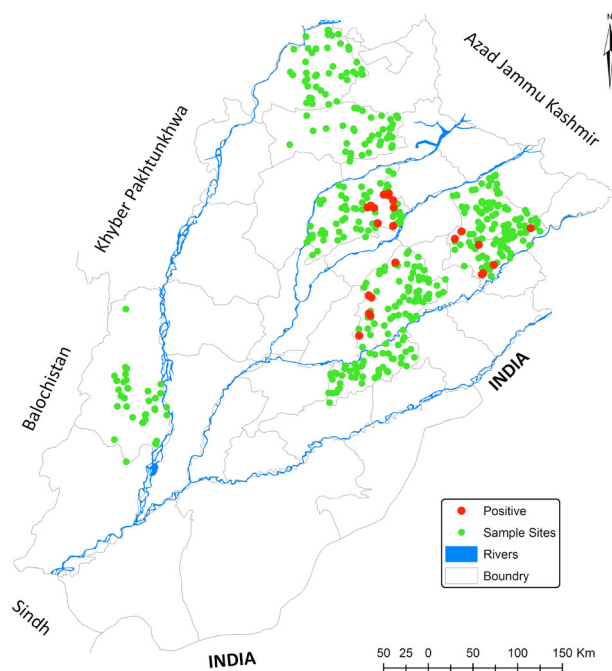 N
Azad Jammu Kashmir
Khyber Pakhtunkhwa
Balochistan
INDIA
Positive
Sample Sites
Rivers
Boundry
Sindh
INDIA
50 25 0 50 100 150 Km